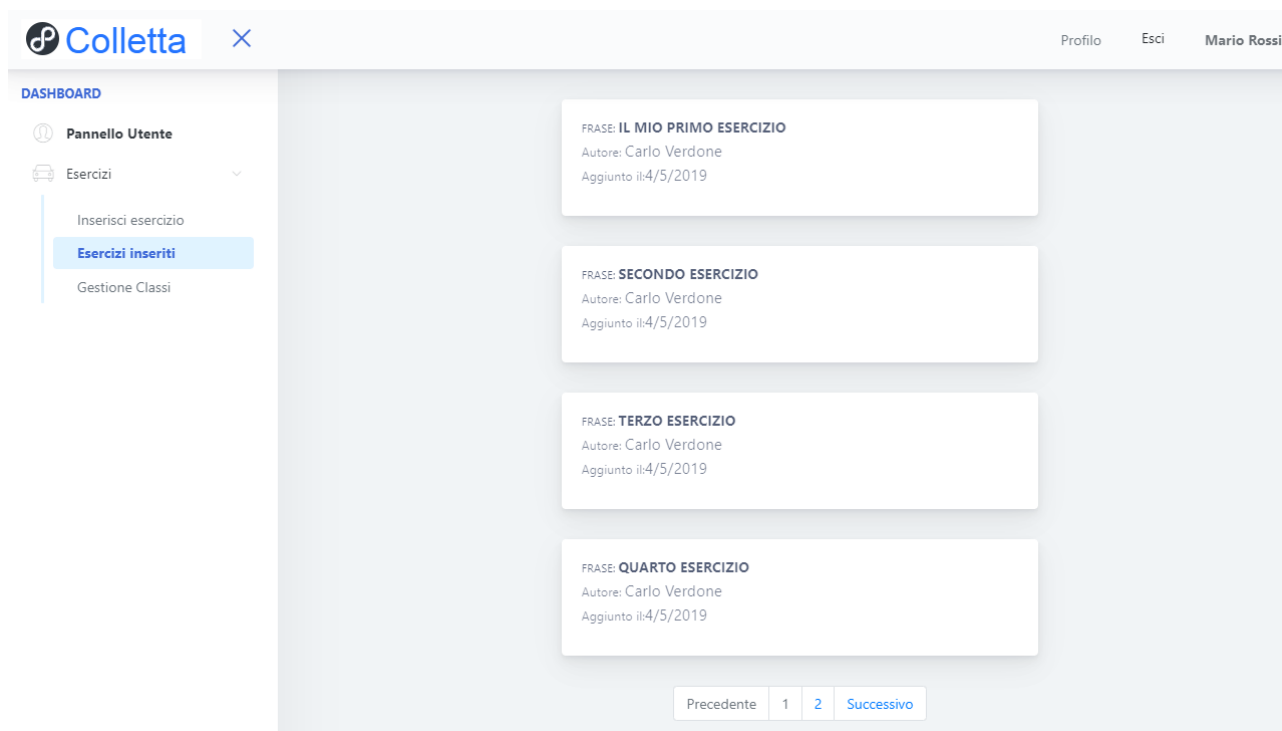 Colletta
Profilo Esci Mario Rossi
DASHBOARD
Pannello Utente
Esercizi
Inserisci esercizio
Esercizi inseriti
Gestione Classi
FRASE: IL MIO PRIMO ESERCIZIO
Autore: Carlo Verdone
Aggiunto il:4/5/2019
FRASE: SECONDO ESERCIZIO
Autore: Carlo Verdone
Aggiunto il:4/5/2019
FRASE: TERZO ESERCIZIO
Autore: Carlo Verdone
Aggiunto il:4/5/2019
FRASE: QUARTO ESERCIZIO
Autore: Carlo Verdone
Aggiunto il:4/5/2019
Precedente 1 2 Successivo